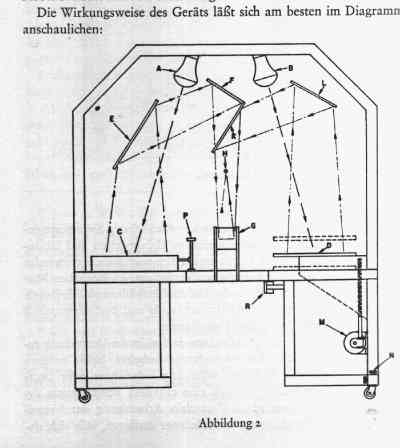 Die Wirkungsweise des Geräts läßt sich am besten im Diagramm
anschaulichen:
A
B
F
L
E
K
H
C
P
G
D
R
M
N
Abbildung 2